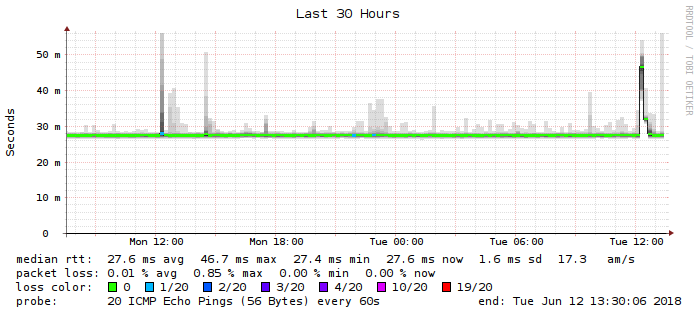 Last 30 Hours
RRDTOOL / TOBI OETIKER
Seconds
50 m
40 m
30 m
20 m
10 m
0
Mon 12:00 Mon 18:00 Tue 00:00 Tue 06:00 Tue 12:00
median rtt: 27.6 ms avg 46.7 ms max 27.4 ms min 27.6 ms now 1.6 ms sd 17.3 am/s
packet loss: 0.01 % avg 0.85 % max 0.00 % min 0.00 % now
loss color: 0 1/20 2/20 3/20 4/20 10/20 19/20
probe: 20 ICMP Echo Pings (56 Bytes) every 60s end: Tue Jun 12 13:30:06 2018